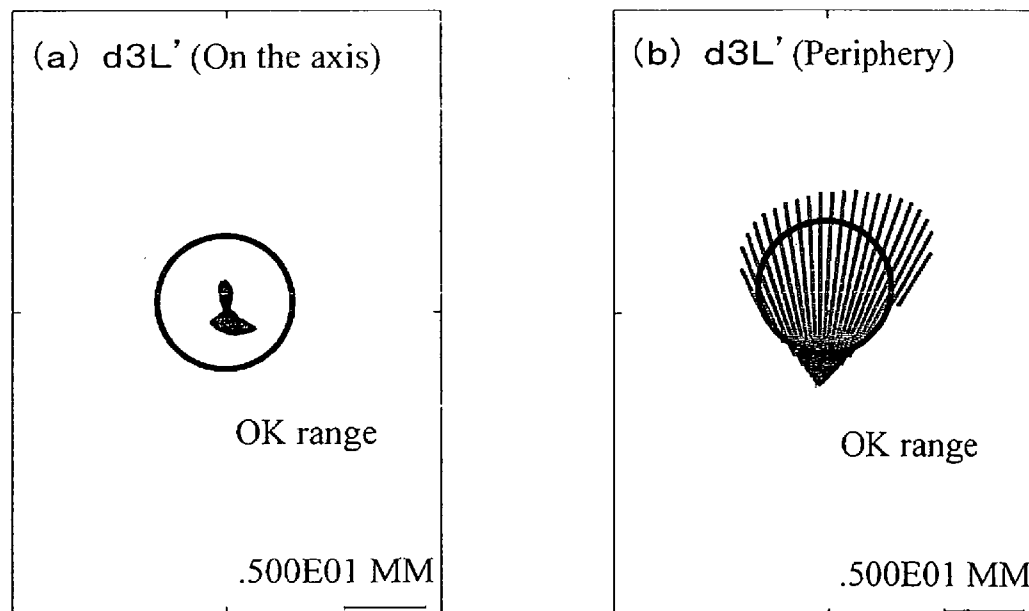 (a) d3L' (On the axis)
OK range
.500E01 MM
(b) d3L' (Periphery)
OK range
.500E01 MM